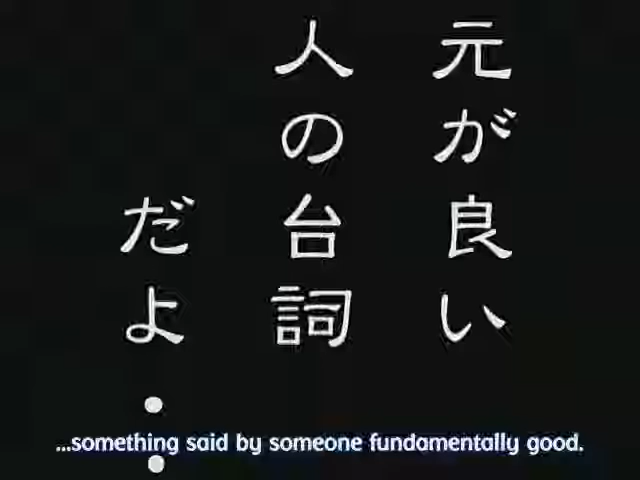 元が良い
人の台詞
だよ・・
...something said by someone fundamentally good.